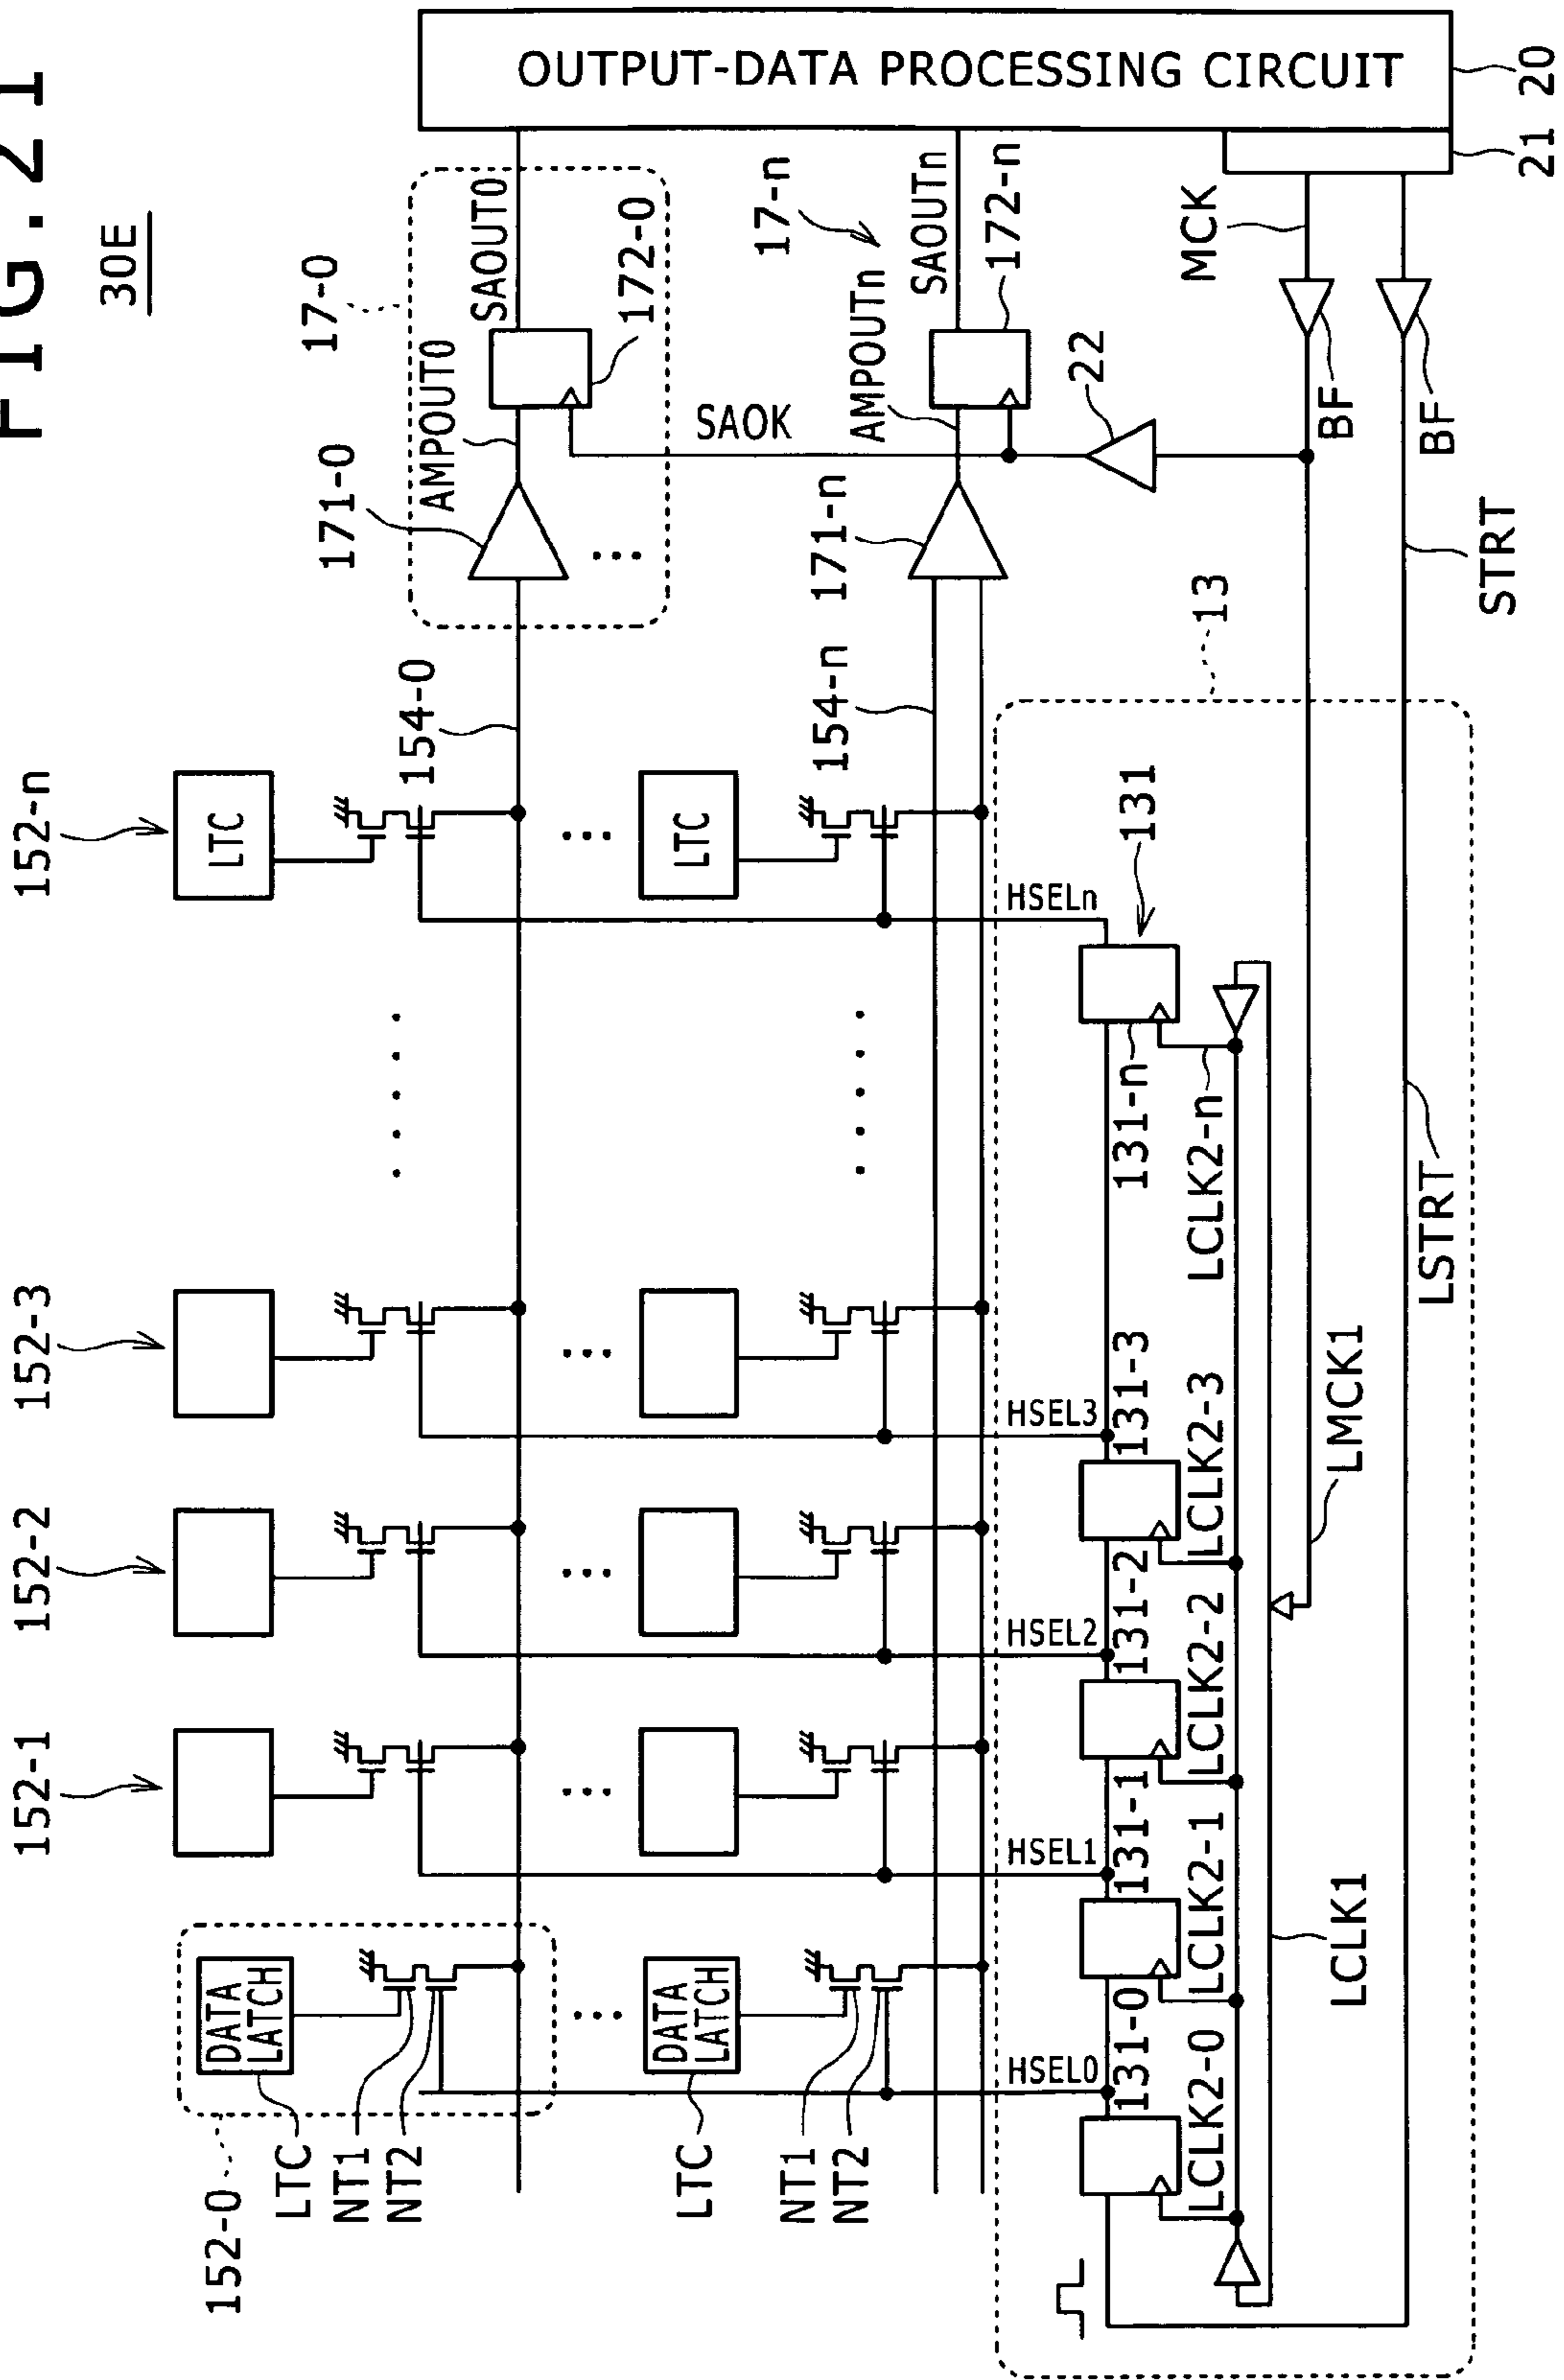 FIG. 21
30E
OUTPUT-DATA PROCESSING CIRCUIT
20
21
17-0
SAOUT0
172-0
AMPOUT0
171-0
SAOK
17-n
SAOUTn
172-n
AMPOUTn
171-n
22
MCK
BF
BF
STRT
13
152-n
LTC
154-0
LTC
154-n
HSELn
131
131-n
LCLK2-n
LSTRT
152-3
HSEL3
131-3
LCLK2-3
LMCK1
152-2
HSEL2
131-2
LCLK2-2
152-1
HSEL1
131-1
LCLK2-1
LCLK1
152-0
DATA
LATCH
LTC
NT1
NT2
DATA
LATCH
LTC
NT1
NT2
HSEL0
131-0
LCLK2-0